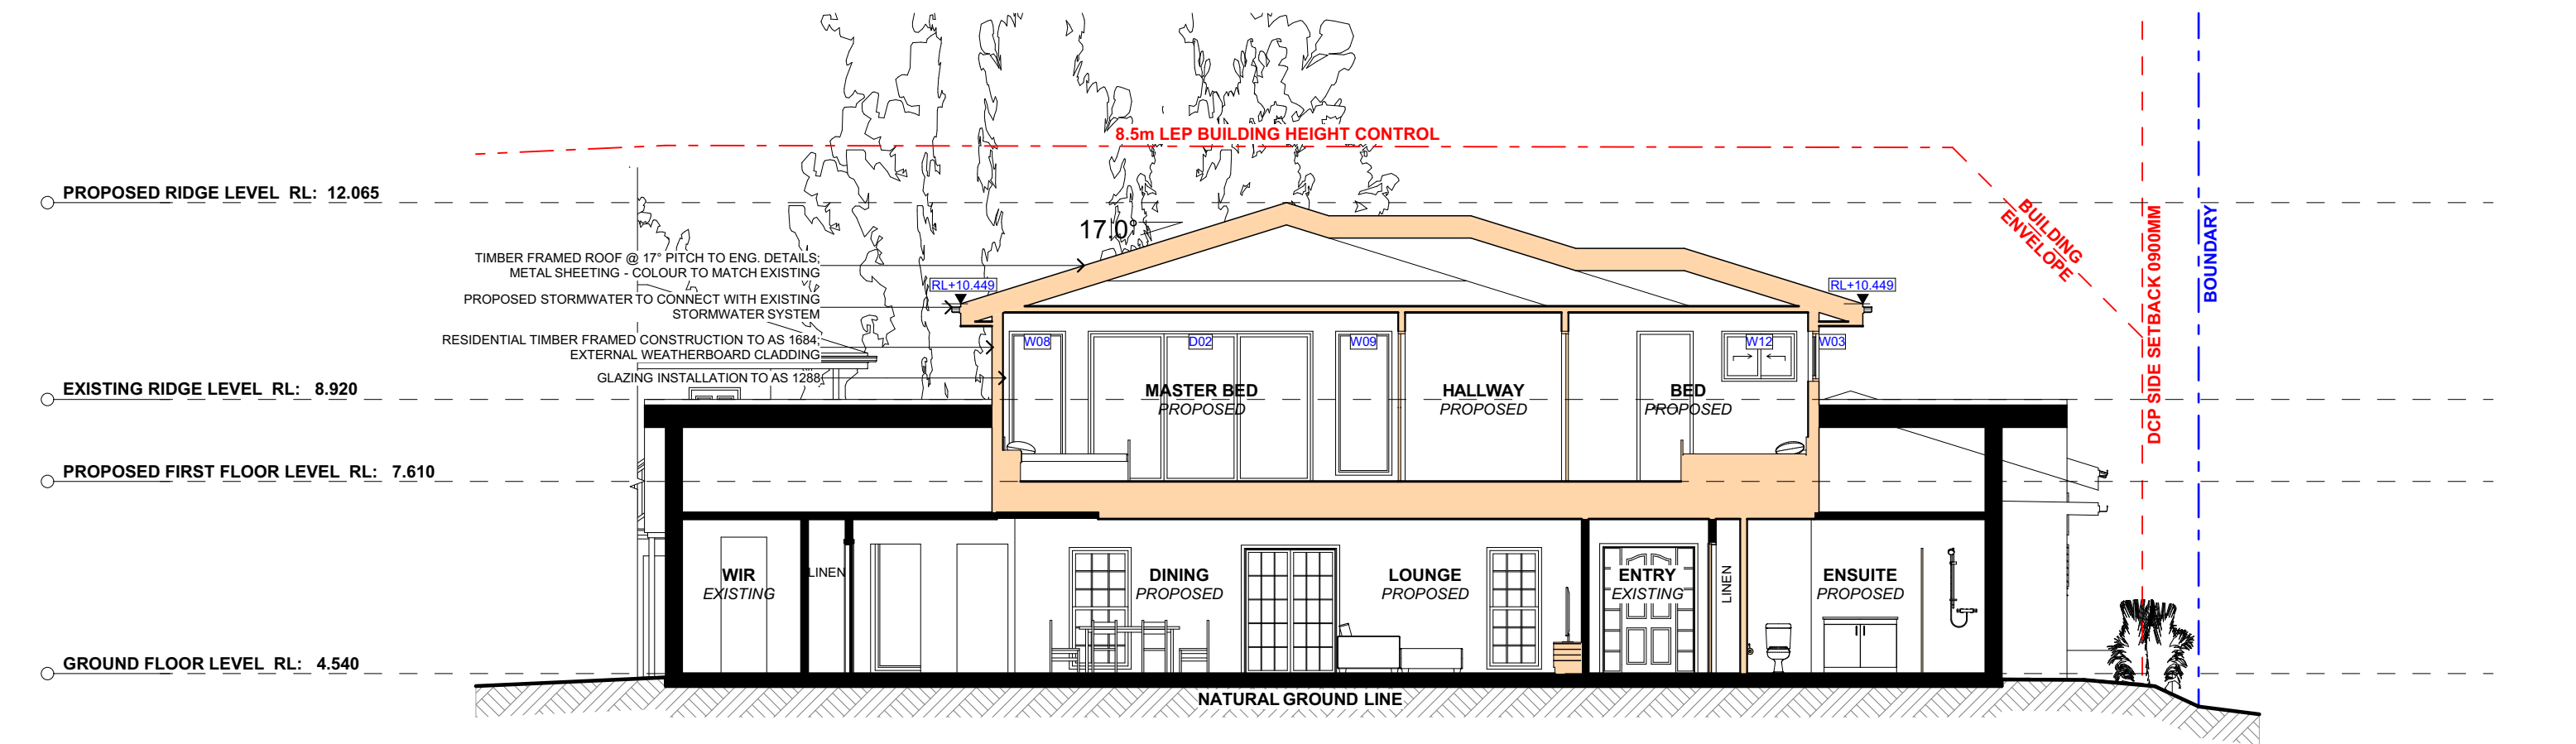 8.5m LEP BUILDING HEIGHT CONTROL
PROPOSED RIDGE LEVEL RL: 12.065
17.0°
TIMBER FRAMED ROOF @ 17° PITCH TO ENG. DETAILS;
METAL SHEETING - COLOUR TO MATCH EXISTING
RL+10.449
RL+10.449
PROPOSED STORMWATER TO CONNECT WITH EXISTING
STORMWATER SYSTEM
RESIDENTIAL TIMBER FRAMED CONSTRUCTION TO AS 1684;
EXTERNAL WEATHERBOARD CLADDING
GLAZING INSTALLATION TO AS 1288
BUILDING
ENVELOPE
DCP SIDE SETBACK 0900MM
BOUNDARY
W08
D02
W09
W12
W03
EXISTING RIDGE LEVEL RL: 8.920
MASTER BED
PROPOSED
HALLWAY
PROPOSED
BED
PROPOSED
PROPOSED FIRST FLOOR LEVEL RL: 7.610
WIR
EXISTING
LINEN
DINING
PROPOSED
LOUNGE
PROPOSED
ENTRY
EXISTING
LINEN
ENSUITE
PROPOSED
GROUND FLOOR LEVEL RL: 4.540
NATURAL GROUND LINE